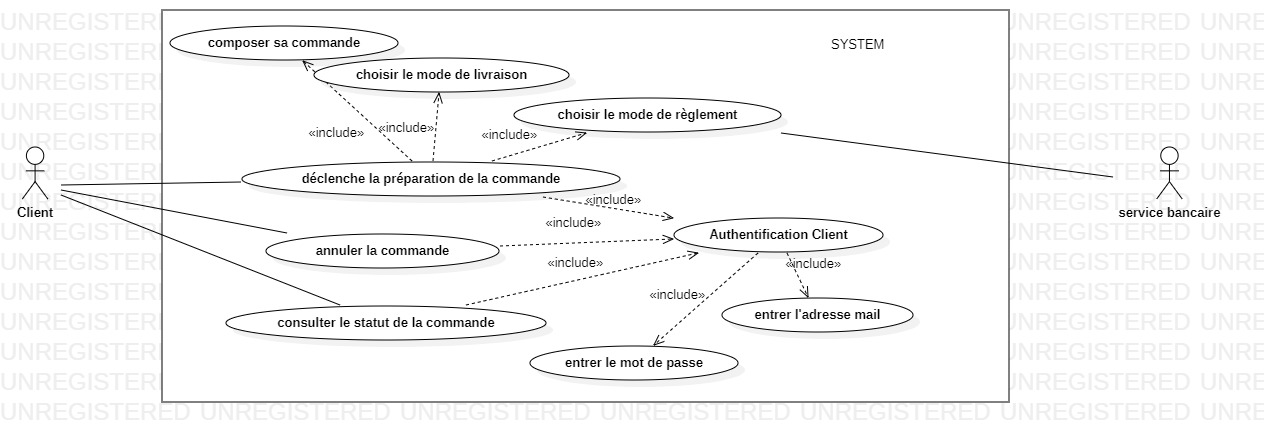 composer sa commande
SYSTEM
choisir le mode de livraison
choisir le mode de règlement
«include»
«include»
«include»
déclenche la préparation de la commande
Client
service bancaire
«include»
«include»
Authentification Client
annuler la commande
«include»
«include»
«include»
entrer l'adresse mail
consulter le statut de la commande
entrer le mot de passe
UNREGISTERED UNREGISTERED UNREGISTERED UNREGISTERED UNREGISTERED UNREGISTERED UNRE